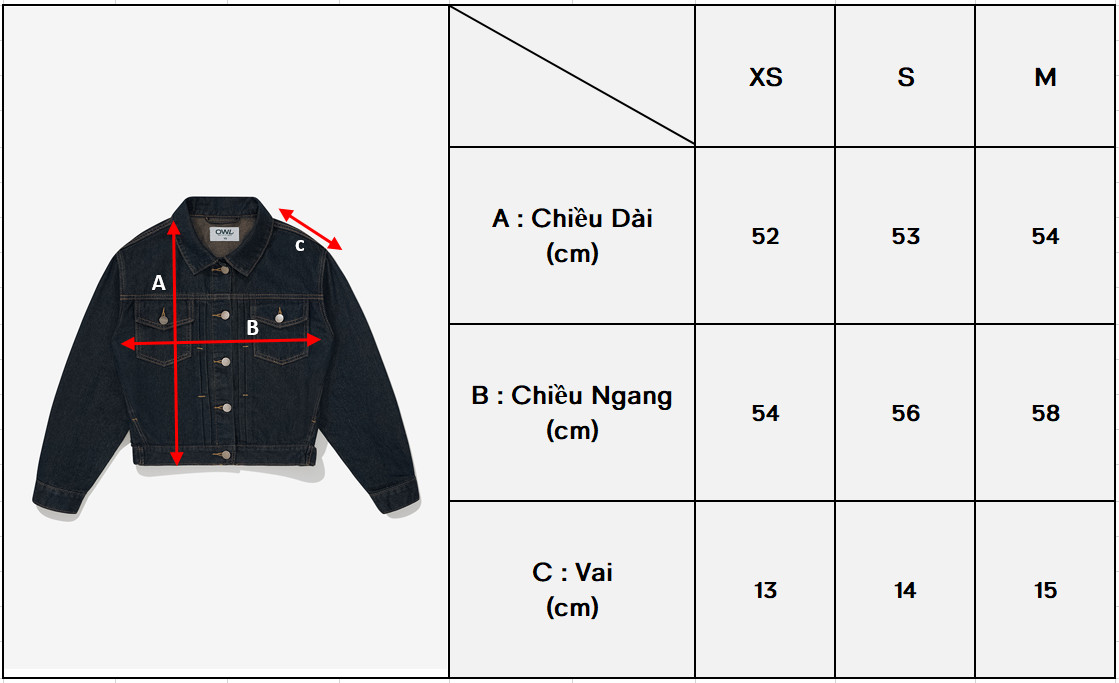 XS S M
A : Chiều Dài
(cm)
52 53 54
B : Chiều Ngang
(cm)
54 56 58
C : Vai
(cm)
13 14 15
OWL
A
B
C